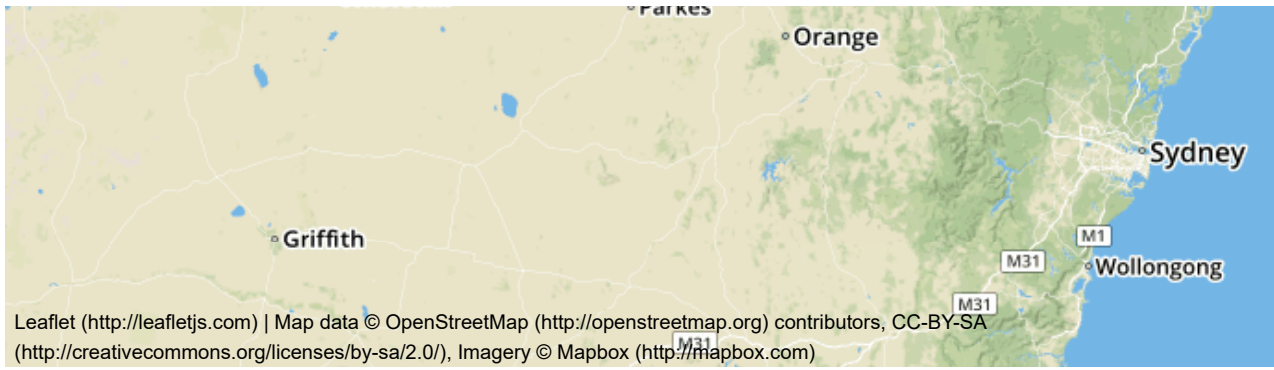 Parkes
Orange
Sydney
Griffith
M1
M31
Wollongong
M31
Leaflet (http://leafletjs.com) | Map data © OpenStreetMap (http://openstreetmap.org) contributors, CC-BY-SA
M31
(http://creativecommons.org/licenses/by-sa/2.0/), Imagery © Mapbox (http://mapbox.com)